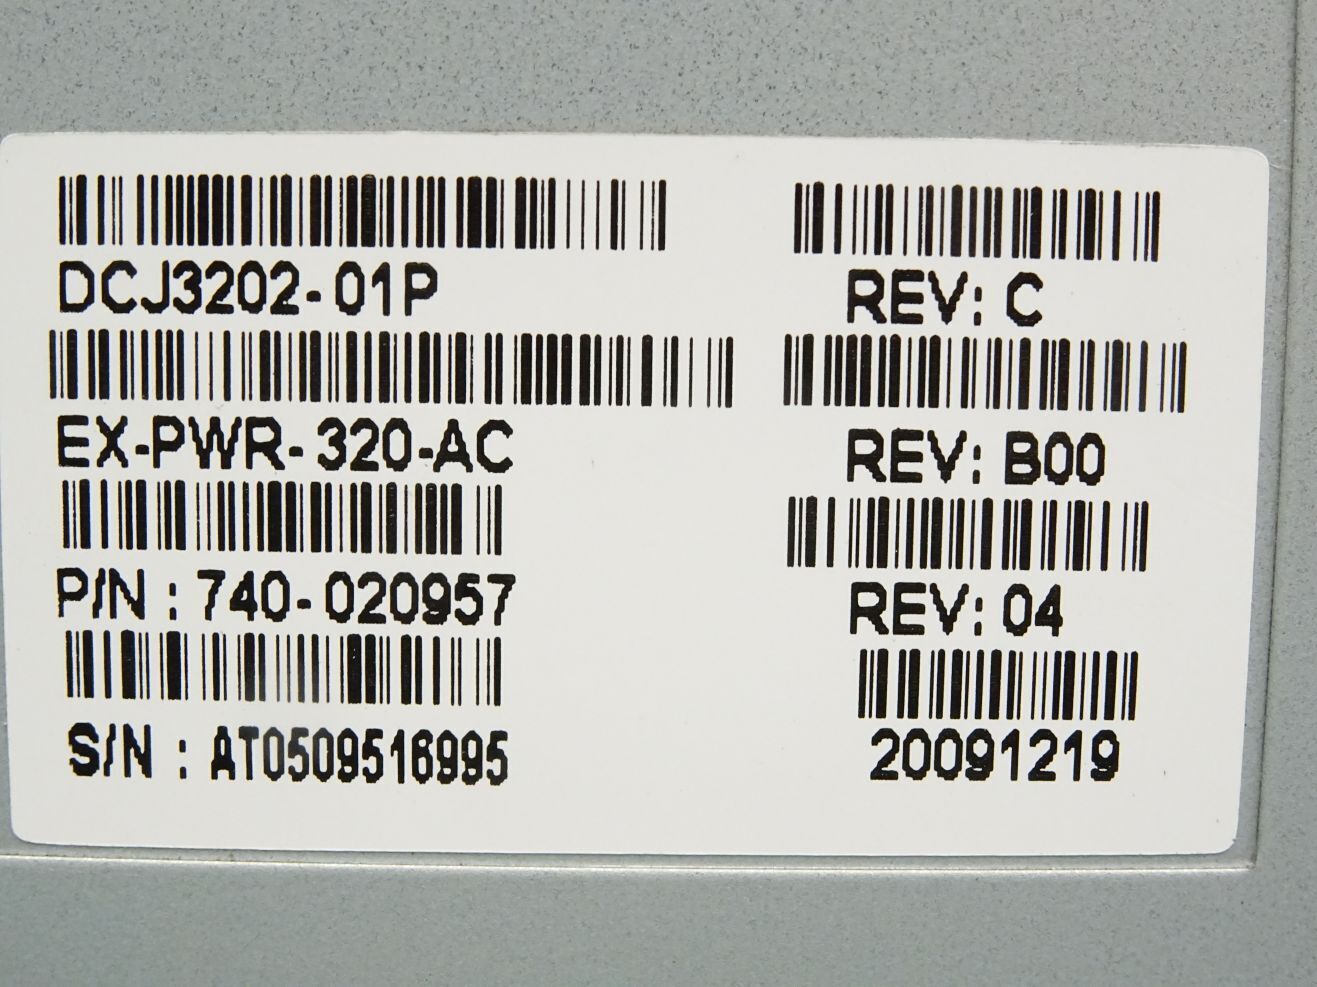 DCJ3202-01P
REV: C
EX-PWR-320-AC
REV: B00
P/N : 740-020957
REV: 04
S/N : AT0509516995
20091219